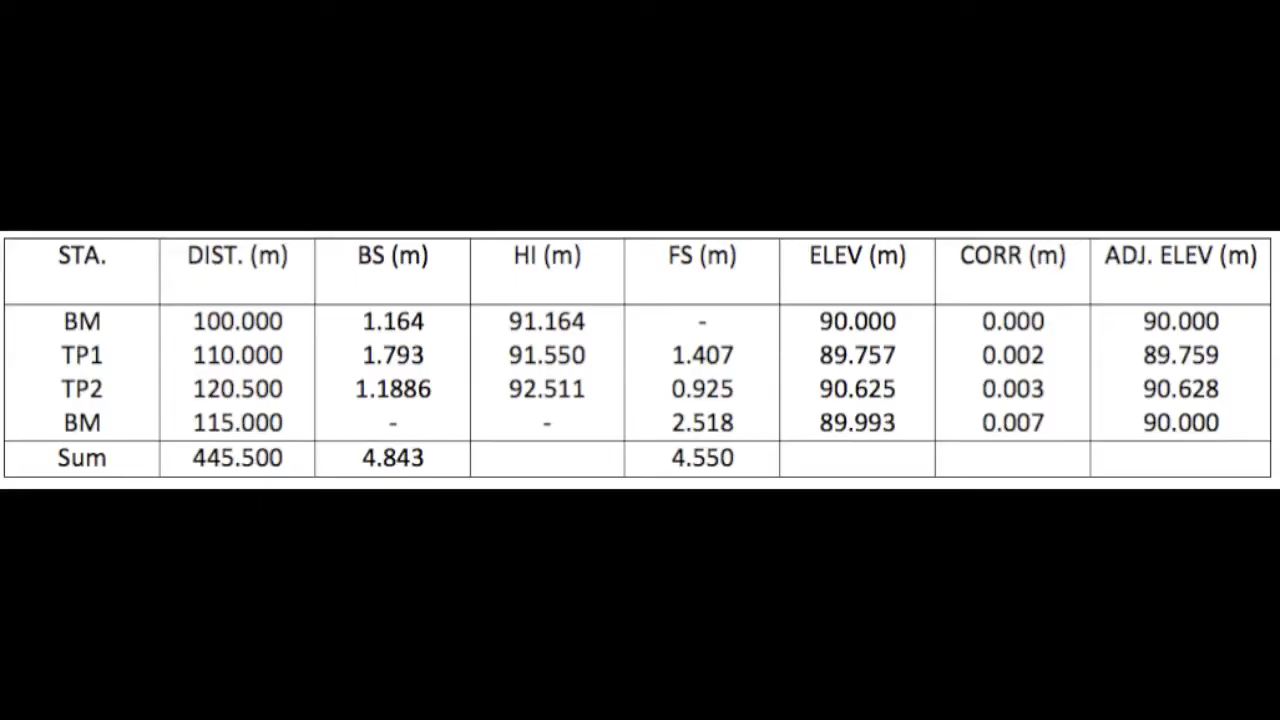 STA. DIST. (m) BS (m) HI (m) FS (m) ELEV (m) CORR (m) ADJ. ELEV (m)
BM 100.000 1.164 91.164 - 90.000 0.000 90.000
TP1 110.000 1.793 91.550 1.407 89.757 0.002 89.759
TP2 120.500 1.1886 92.511 0.925 90.625 0.003 90.628
BM 115.000 - - 2.518 89.993 0.007 90.000
Sum 445.500 4.843 4.550